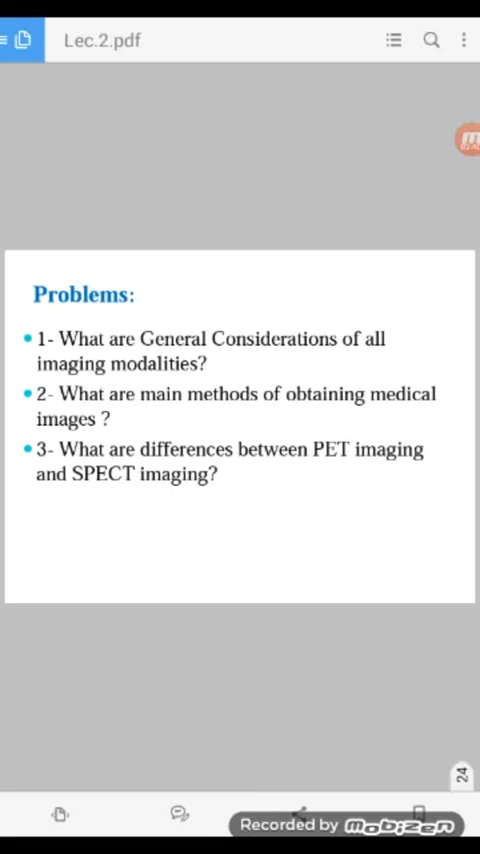 Lec.2.pdf
Problems:
1- What are General Considerations of all
imaging modalities?
2- What are main methods of obtaining medical
images ?
3- What are differences between PET imaging
and SPECT imaging?
24
Recorded by mobizen